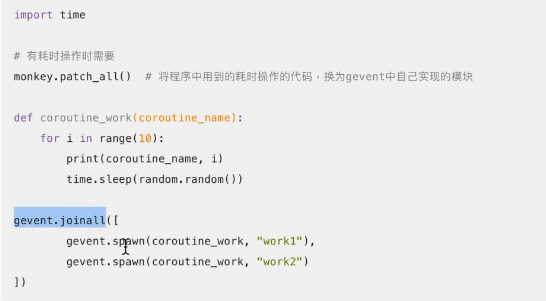 import time
# 有耗时操作时需要
monkey.patch_all()  # 将程序中用到的耗时操作的代码，换为gevent中自己实现的模块
def coroutine_work(coroutine_name):
    for i in range(10):
        print(coroutine_name, i)
        time.sleep(random.random())
gevent.joinall([
        gevent.spawn(coroutine_work, "work1"),
        gevent.spawn(coroutine_work, "work2")
])